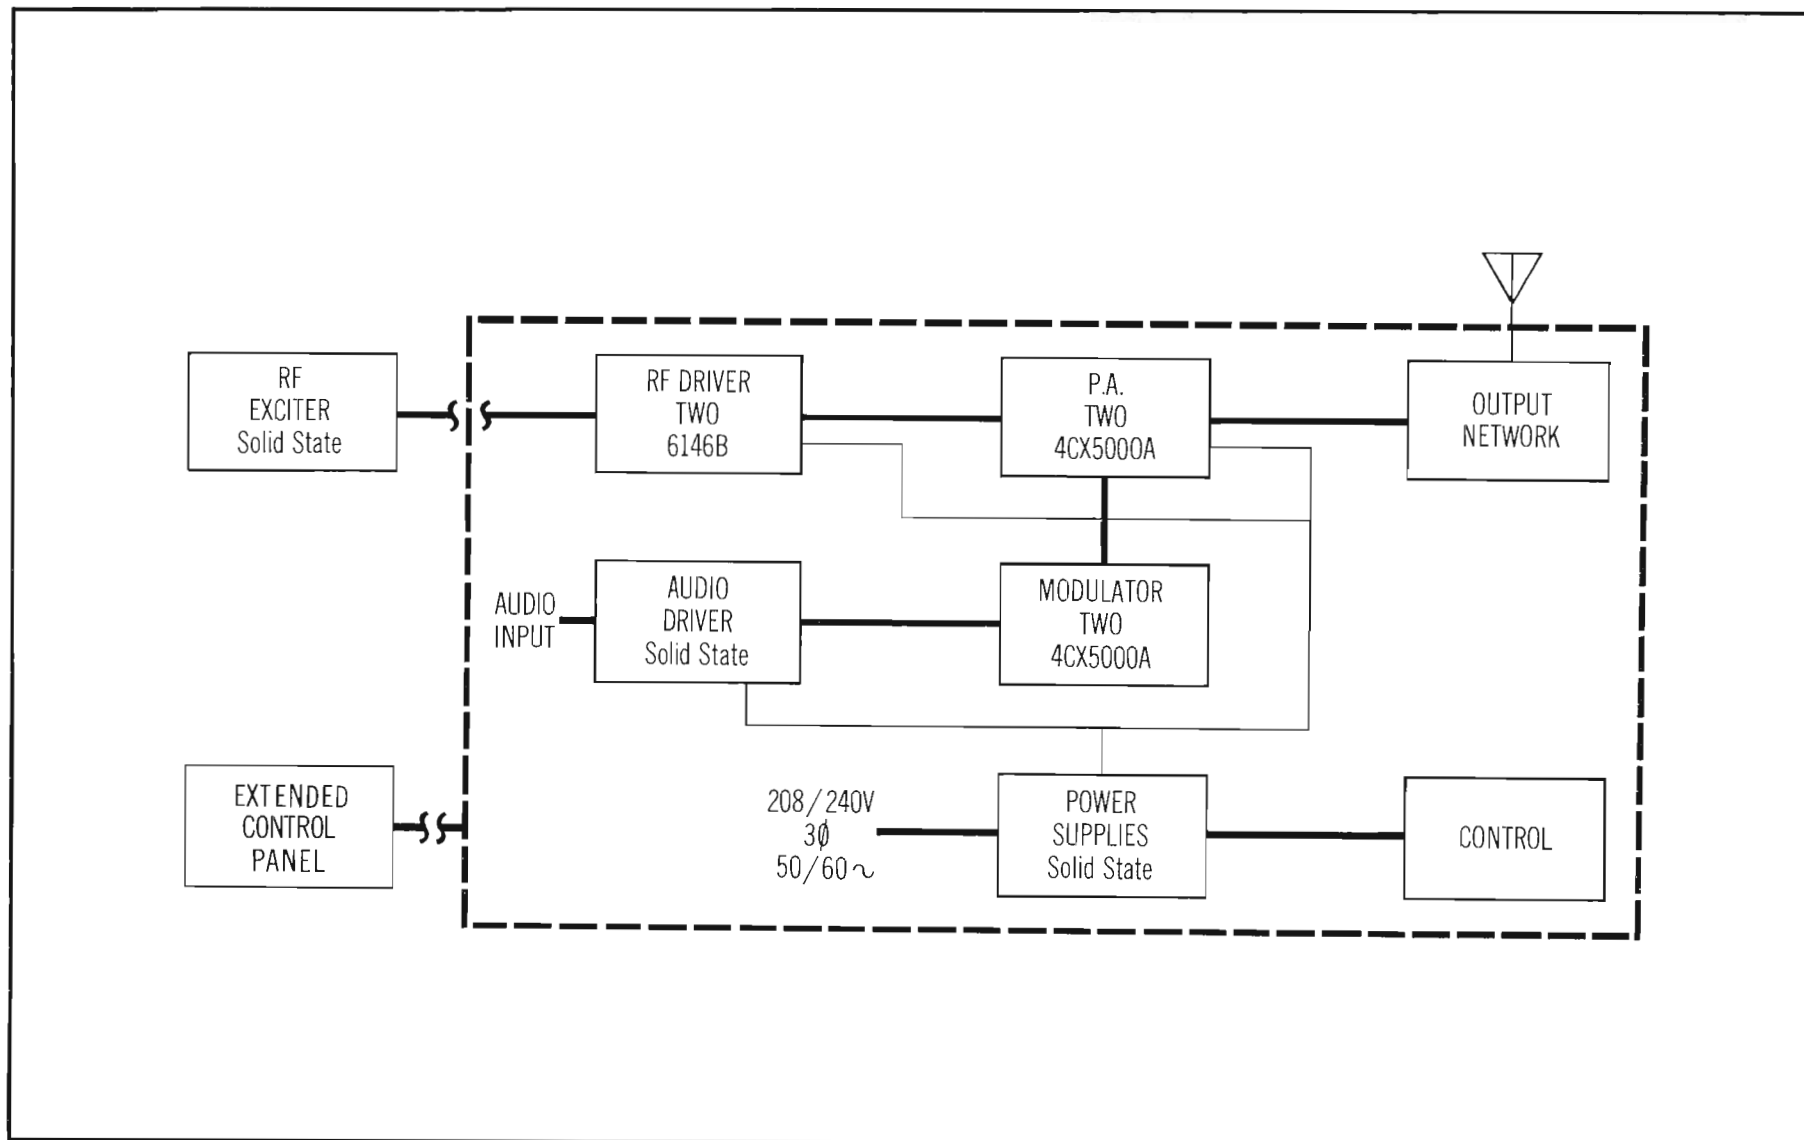 RF
EXCITER
Solid State
RF DRIVER
TWO
6146B
P.A.
TWO
4CX5000A
OUTPUT
NETWORK
AUDIO
INPUT
AUDIO
DRIVER
Solid State
MODULATOR
TWO
4CX5000A
EXTENDED
CONTROL
PANEL
208/240V
3ϕ
50/60~
POWER
SUPPLIES
Solid State
CONTROL